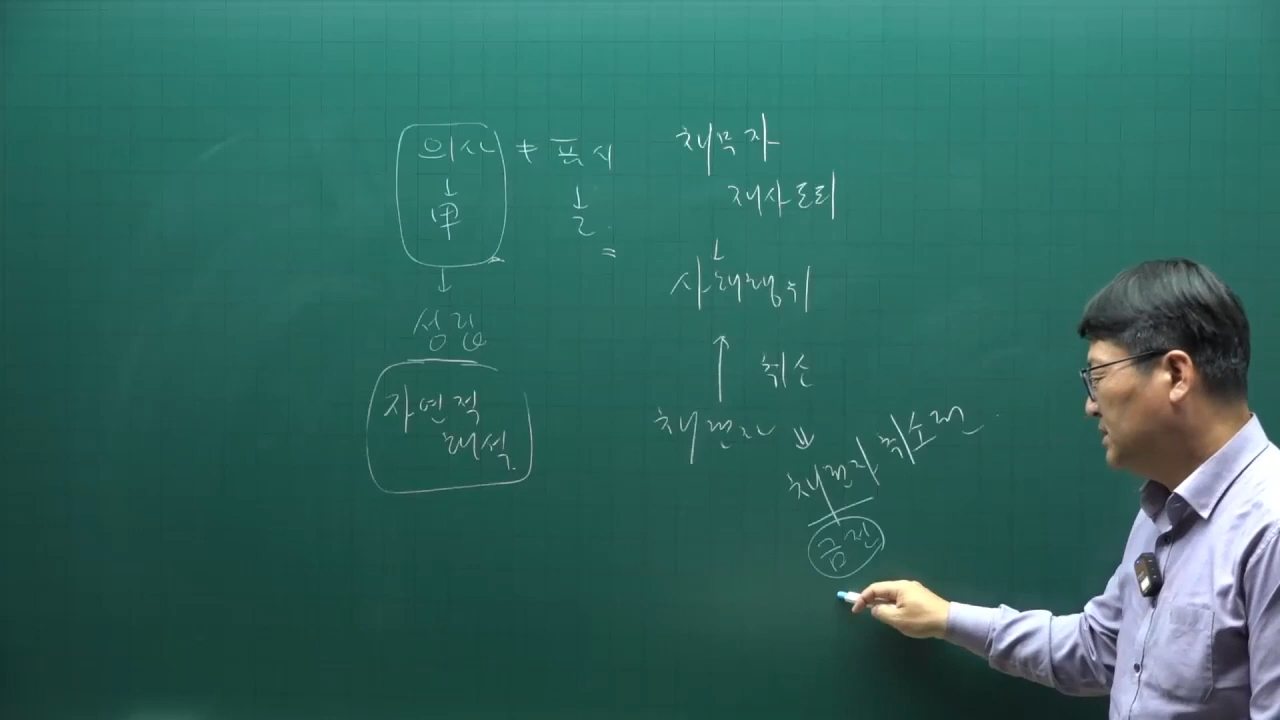 의사 ≠ 표시
↓ ↓
甲 乙
↓
성립
자연적
해석
채무자
재산도피
↓
사해행위
↑ 취소
채권자 ⇓
채권자 취소권
금전